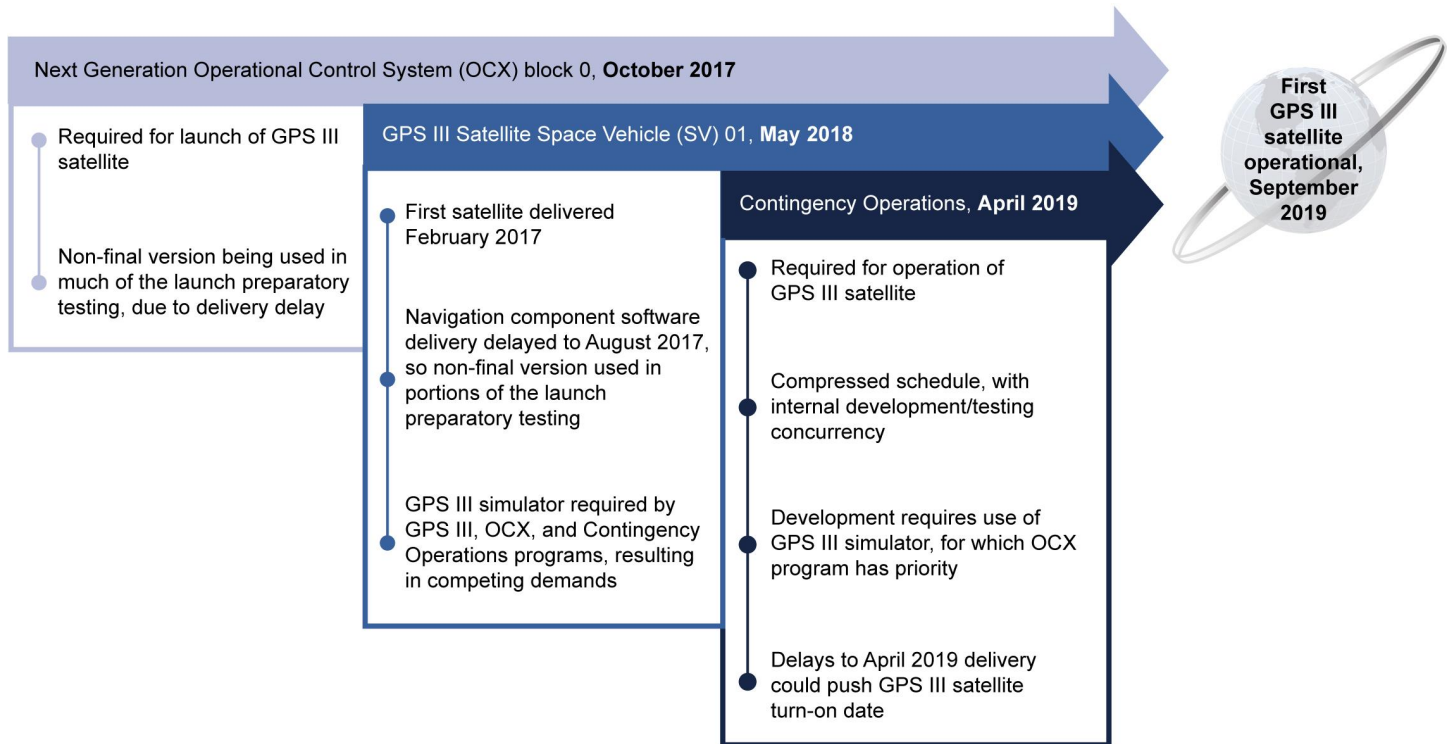 Next Generation Operational Control System (OCX) block 0, October 2017
Required for launch of GPS III
satellite
Non-final version being used in
much of the launch preparatory
testing, due to delivery delay
GPS III Satellite Space Vehicle (SV) 01, May 2018
First satellite delivered
February 2017
Navigation component software
delivery delayed to August 2017,
so non-final version used in
portions of the launch
preparatory testing
GPS III simulator required by
GPS III, OCX, and Contingency
Operations programs, resulting
in competing demands
Contingency Operations, April 2019
Required for operation of
GPS III satellite
Compressed schedule, with
internal development/testing
concurrency
Development requires use of
GPS III simulator, for which OCX
program has priority
Delays to April 2019 delivery
could push GPS III satellite
turn-on date
First
GPS III
satellite
operational,
September
2019